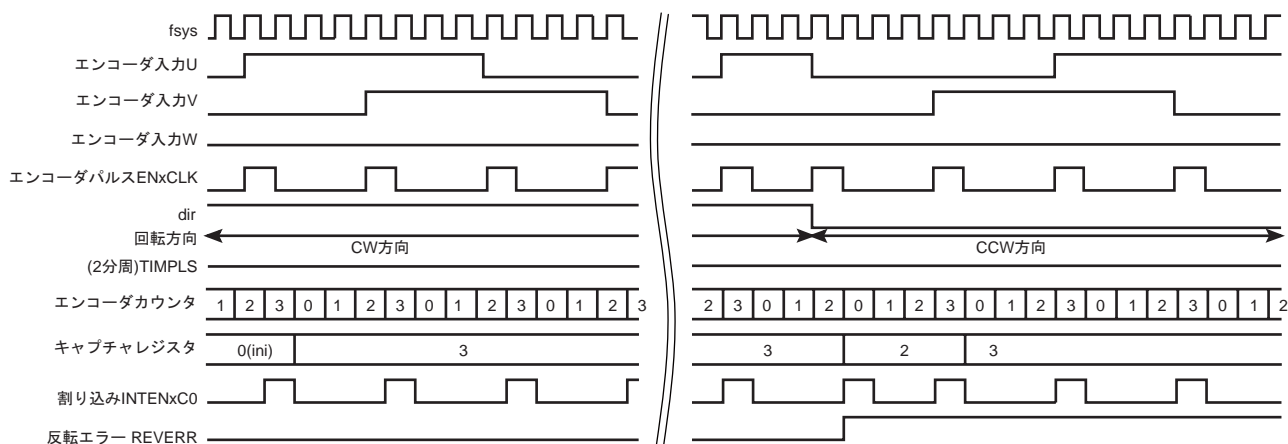 fsys
エンコーダ入力U
エンコーダ入力V
エンコーダ入力W
エンコーダパルスENxCLK
dir
回転方向
CW方向
CCW方向
(2分周)TIMPLS
エンコーダカウンタ 1 2 3 0 1 2 3 0 1 2 3 0 1 2 3 2 3 0 1 2 0 1 2 3 0 1 2 3 0 1 2 3 0 1 2
キャプチャレジスタ 0(ini) 3 3 2 3
割り込みINTENxC0
反転エラー REVERR